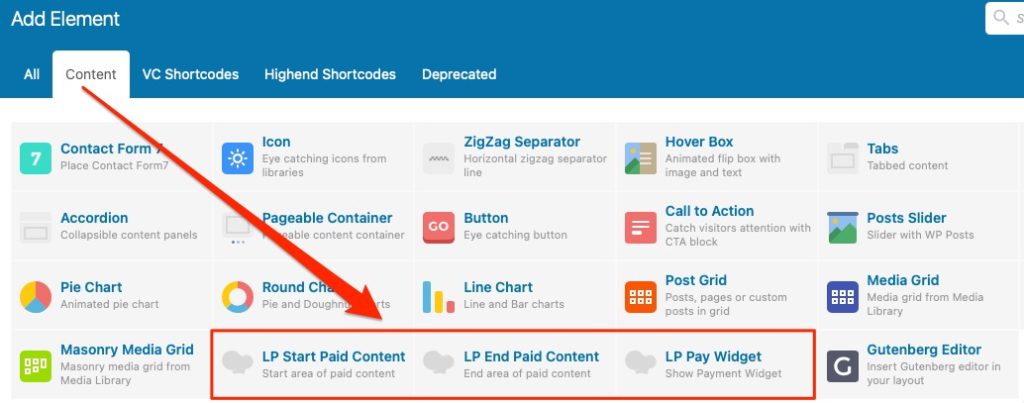 Add Element
All Content VC Shortcodes Highend Shortcodes Deprecated
7 Contact Form 7
Place Contact Form7
Icon
Eye catching icons from
libraries
ZigZag Separator
Horizontal zigzag separator
line
Hover Box
Animated flip box with
image and text
Tabs
Tabbed content
Accordion
Collapsible content panels
Pageable Container
Pageable content container
GO Button
Eye catching button
Call to Action
Catch visitors attention with
CTA block
Posts Slider
Slider with WP Posts
Pie Chart
Animated pie chart
Round
Pie and Doughnut
Line Chart
Line and Bar charts
Post Grid
Posts, pages or custom
posts in grid
Media Grid
Media grid from Media
Library
Masonry Media Grid
Masonry media grid from
Media Library
LP Start Paid Content
Start area of paid content
LP End Paid Content
End area of paid content
LP Pay Widget
Show Payment Widget
G Gutenberg Editor
Insert Gutenberg editor in
your layout